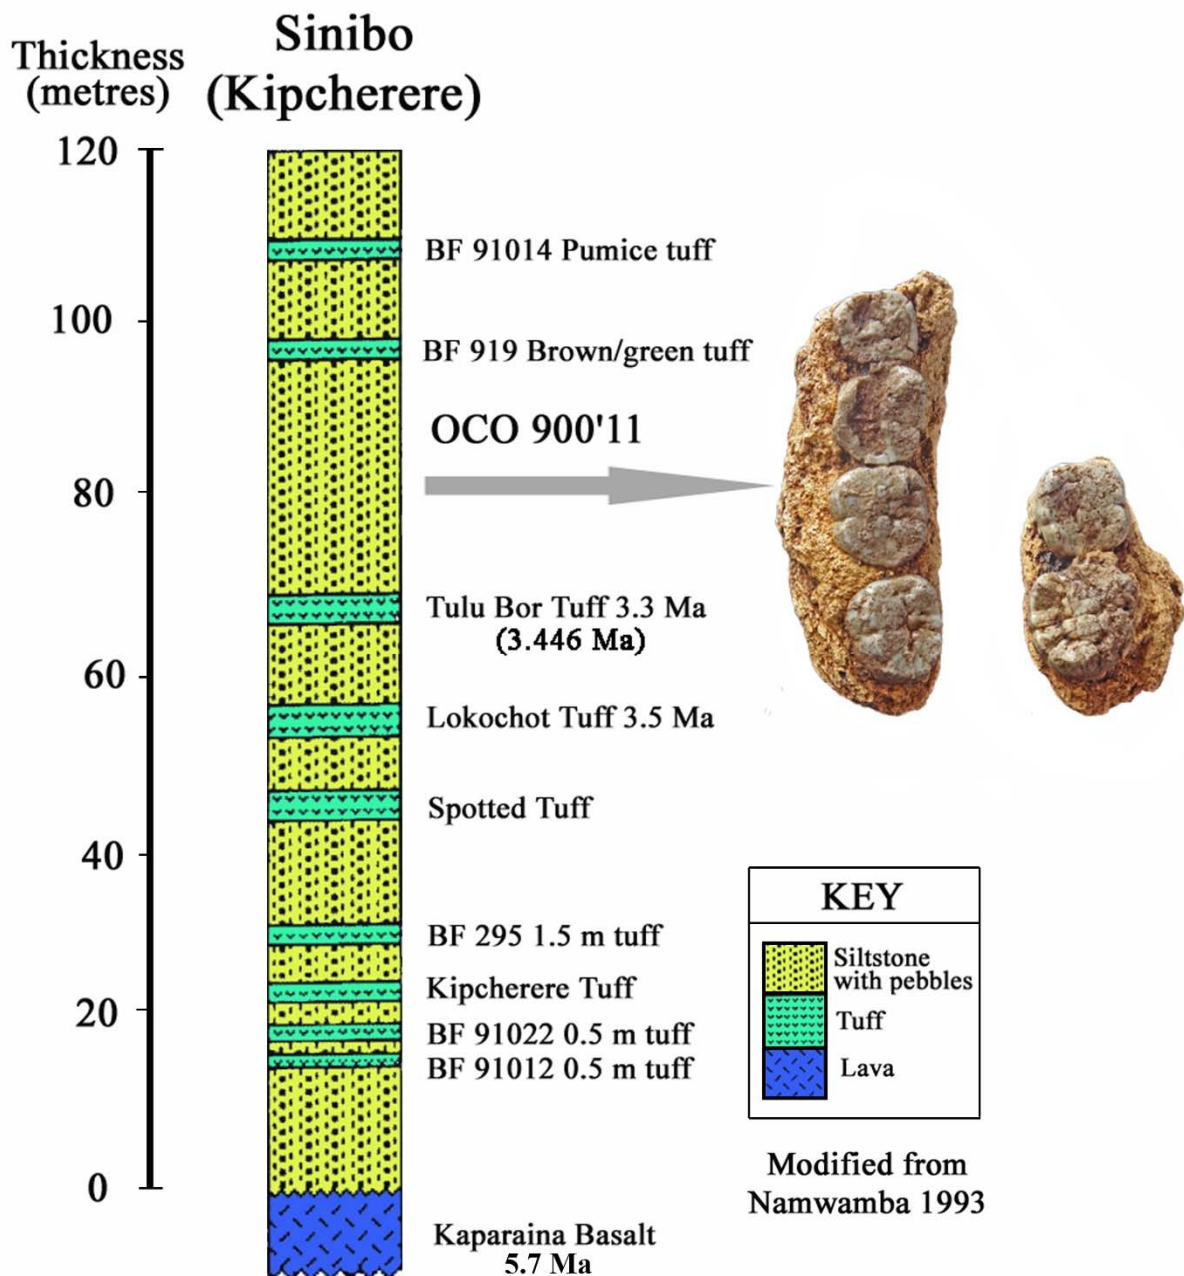 Thickness
(metres)
Sinibo
(Kipcherere)
120
BF 91014 Pumice tuff
100
BF 919 Brown/green tuff
OCO 900'11
80
Tulu Bor Tuff 3.3 Ma
(3.446 Ma)
60
Lokochot Tuff 3.5 Ma
Spotted Tuff
40
BF 295 1.5 m tuff
Kipcherere Tuff
20
BF 91022 0.5 m tuff
BF 91012 0.5 m tuff
0
Kaparaina Basalt
5.7 Ma
KEY
Siltstone
with pebbles
Tuff
Lava
Modified from
Namwamba 1993